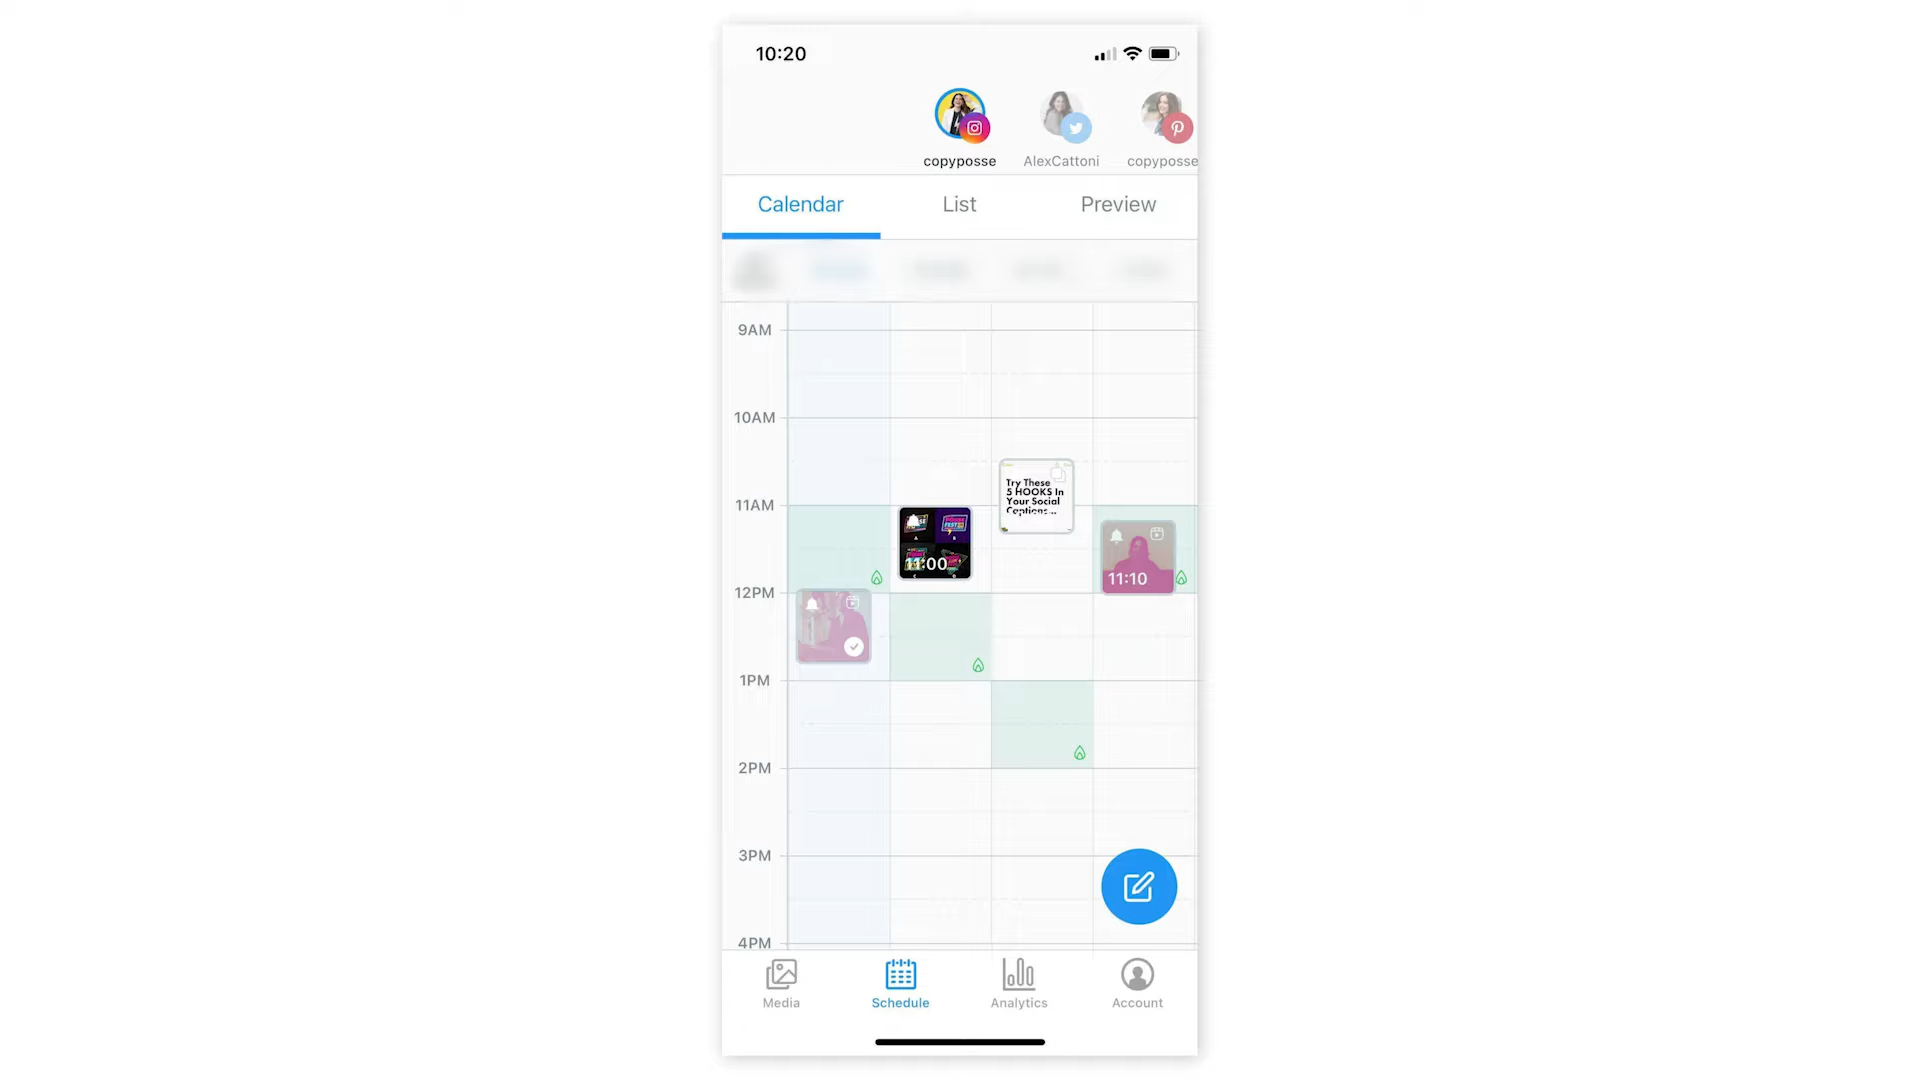 10:20
copyposse
AlexCattoni
copyposse
Calendar
List
Preview
9AM
10AM
11AM
12PM
1PM
2PM
3PM
4PM
Try These
5 HOOKS In
Your Social
Captions...
11:00
A
B
11:10
Media
Schedule
Analytics
Account